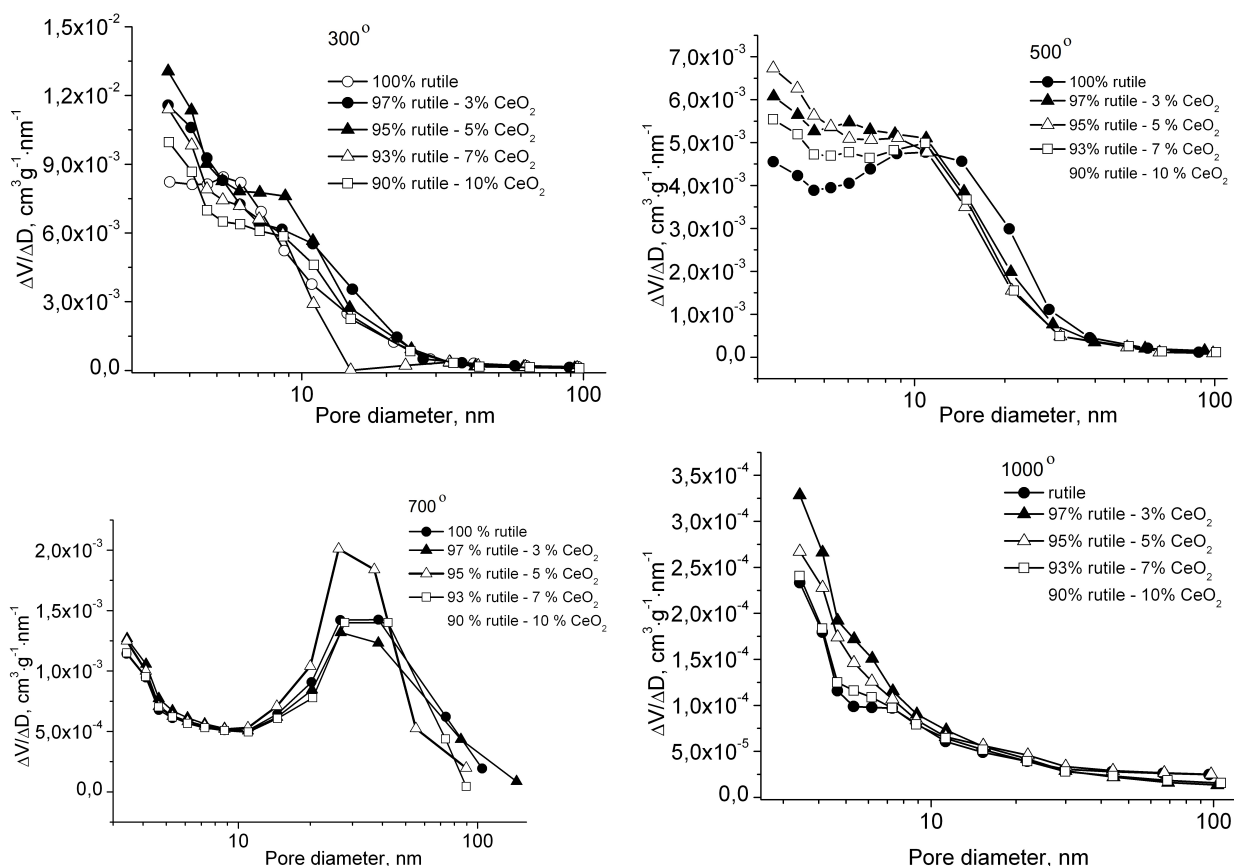 300°
100% rutile
97% rutile - 3% CeO₂
95% rutile - 5% CeO₂
93% rutile - 7% CeO₂
90% rutile - 10% CeO₂
1,5x10⁻²
1,2x10⁻²
9,0x10⁻³
6,0x10⁻³
3,0x10⁻³
0,0
ΔV/ΔD, cm³g⁻¹·nm⁻¹
10
100
Pore diameter, nm
500°
100% rutile
97% rutile - 3 % CeO₂
95% rutile - 5 % CeO₂
93% rutile - 7 % CeO₂
90% rutile - 10 % CeO₂
7,0x10⁻³
6,0x10⁻³
5,0x10⁻³
4,0x10⁻³
3,0x10⁻³
2,0x10⁻³
1,0x10⁻³
0,0
ΔV/ΔD, cm³g⁻¹·nm⁻¹
10
100
Pore diameter, nm
700°
100 % rutile
97 % rutile - 3 % CeO₂
95 % rutile - 5 % CeO₂
93 % rutile - 7 % CeO₂
90 % rutile - 10 % CeO₂
2,0x10⁻³
1,5x10⁻³
1,0x10⁻³
5,0x10⁻⁴
0,0
ΔV/ΔD, cm³·g⁻¹·nm⁻¹
10
100
Pore diameter, nm
1000°
rutile
97% rutile - 3% CeO₂
95% rutile - 5% CeO₂
93% rutile - 7% CeO₂
90% rutile - 10% CeO₂
3,5x10⁻⁴
3,0x10⁻⁴
2,5x10⁻⁴
2,0x10⁻⁴
1,5x10⁻⁴
1,0x10⁻⁴
5,0x10⁻⁵
0,0
ΔV/ΔD, cm³·g⁻¹·nm⁻¹
10
100
Pore diameter, nm